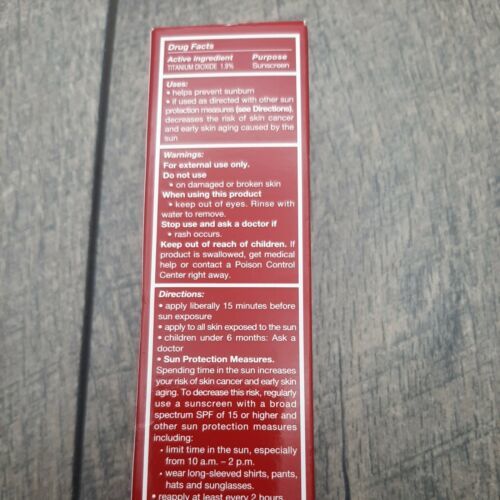 Drug Facts
Active Ingredient Purpose
TITANIUM DIOXIDE 1.9% Sunscreen
Uses:
• helps prevent sunburn
• if used as directed with other sun
protection measures (see Directions),
decreases the risk of skin cancer
and early skin aging caused by the
sun
Warnings:
For external use only.
Do not use
• on damaged or broken skin
When using this product
• keep out of eyes. Rinse with
water to remove.
Stop use and ask a doctor if
• rash occurs.
Keep out of reach of children. If
product is swallowed, get medical
help or contact a Poison Control
Center right away.
Directions:
• apply liberally 15 minutes before
sun exposure
• apply to all skin exposed to the sun
• children under 6 months: Ask a
doctor
• Sun Protection Measures.
Spending time in the sun increases
your risk of skin cancer and early skin
aging. To decrease this risk, regularly
use a sunscreen with a broad
spectrum SPF of 15 or higher and
other sun protection measures
including:
• limit time in the sun, especially
from 10 a.m. – 2 p.m.
• wear long-sleeved shirts, pants,
hats and sunglasses.
• reapply at least every 2 hours